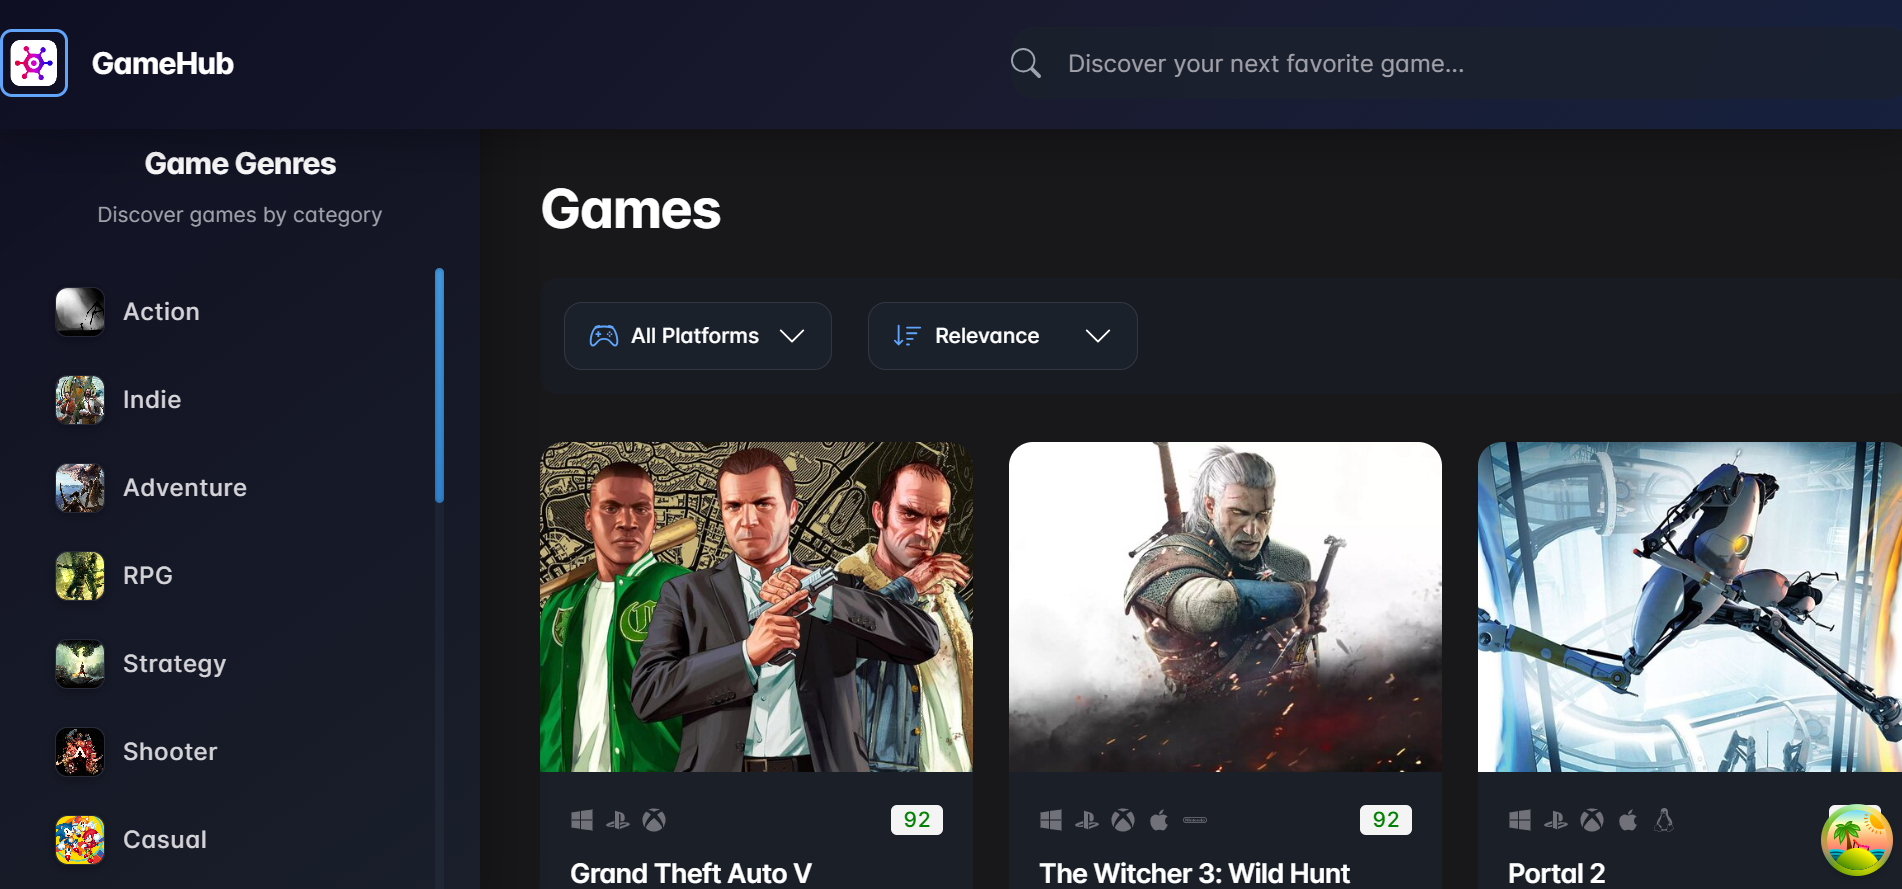 GameHub
Discover your next favorite game...
Game Genres
Discover games by category
Action
Indie
Adventure
RPG
Strategy
Shooter
Casual
Games
All Platforms
Relevance
92
Grand Theft Auto V
92
The Witcher 3: Wild Hunt
Portal 2